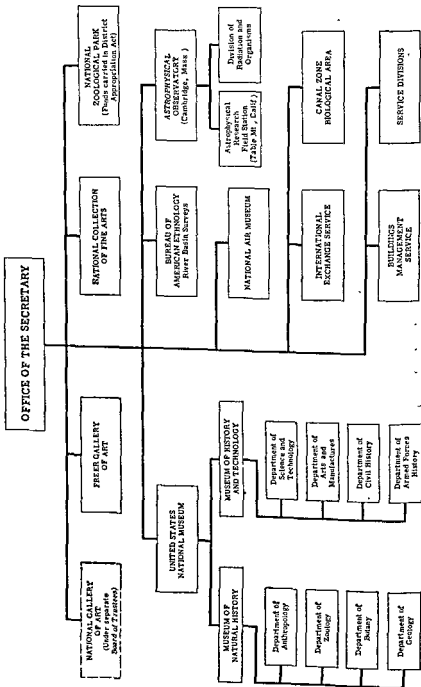 OFFICE OF THE SECRETARY
NATIONAL GALLERY
OF ART
(Under separate
Board of Trustees)
FREER GALLERY
OF ART
NATIONAL COLLECTION
OF FINE ARTS
NATIONAL
ZOOLOGICAL PARK
(Funds carried in District
Appropriation Act)
UNITED STATES
NATIONAL MUSEUM
BUREAU OF
AMERICAN ETHNOLOGY
River Basin Surveys
ASTROPHYSICAL
OBSERVATORY
(Cambridge, Mass)
Astrophysical
Research
Field Station
(Table Mt, Calif)
Division of
Radiation and
Organisms
MUSEUM OF
NATURAL HISTORY
MUSEUM OF HISTORY
AND TECHNOLOGY
NATIONAL AIR MUSEUM
Department of
Anthropology
Department of
Zoology
Department of
Botany
Department of
Geology
Department of
Science and
Technology
Department of
Arts and
Manufactures
Department of
Civil History
Department of
Armed Forces
History
INTERNATIONAL
EXCHANGE SERVICE
CANAL ZONE
BIOLOGICAL AREA
BUILDINGS
MANAGEMENT
SERVICE
SERVICE DIVISIONS